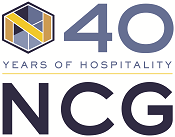 N 40
YEARS OF HOSPITALITY
NCG